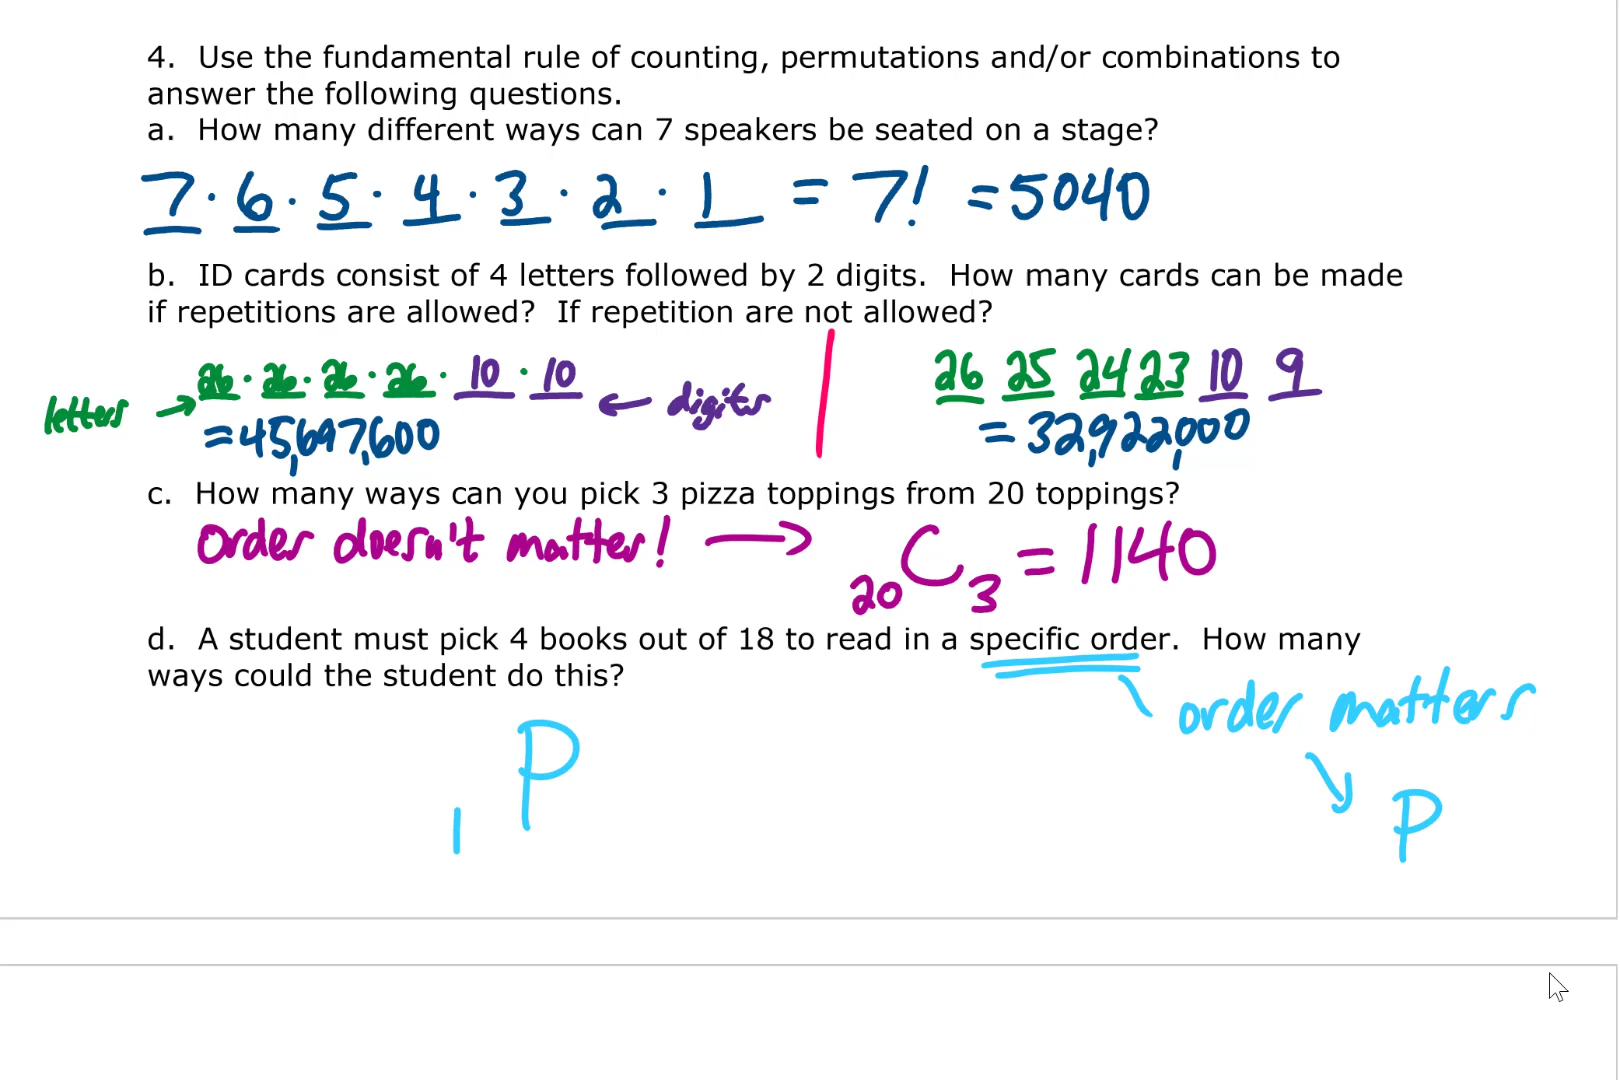 4. Use the fundamental rule of counting, permutations and/or combinations to
answer the following questions.
a. How many different ways can 7 speakers be seated on a stage?
7 · 6 · 5 · 4 · 3 · 2 · 1 = 7! = 5040
b. ID cards consist of 4 letters followed by 2 digits. How many cards can be made
if repetitions are allowed? If repetition are not allowed?
letters → 26 · 26 · 26 · 26 · 10 · 10 ← digits
= 45,697,600
26 25 24 23 10 9
= 32,922,000
c. How many ways can you pick 3 pizza toppings from 20 toppings?
Order doesn't matter! → 20C3 = 1140
d. A student must pick 4 books out of 18 to read in a specific order. How many
ways could the student do this?
order matters
1P
P